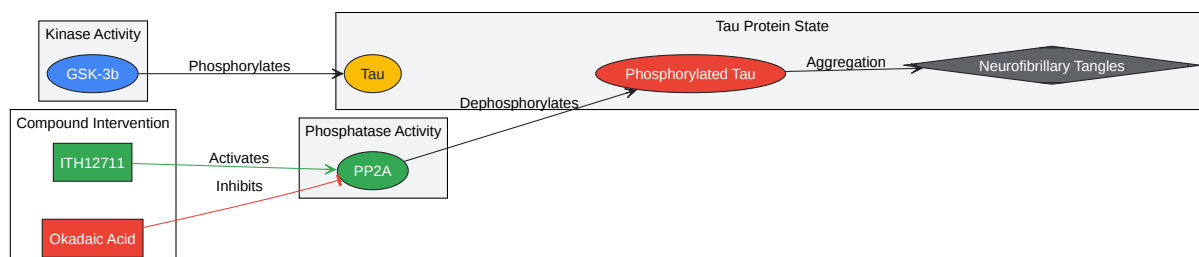 Kinase Activity
GSK-3b
Phosphorylates
Tau Protein State
Tau
Phosphorylated Tau
Aggregation
Neurofibrillary Tangles
Dephosphorylates
Compound Intervention
ITH12711
Activates
Inhibits
Okadaic Acid
Phosphatase Activity
PP2A